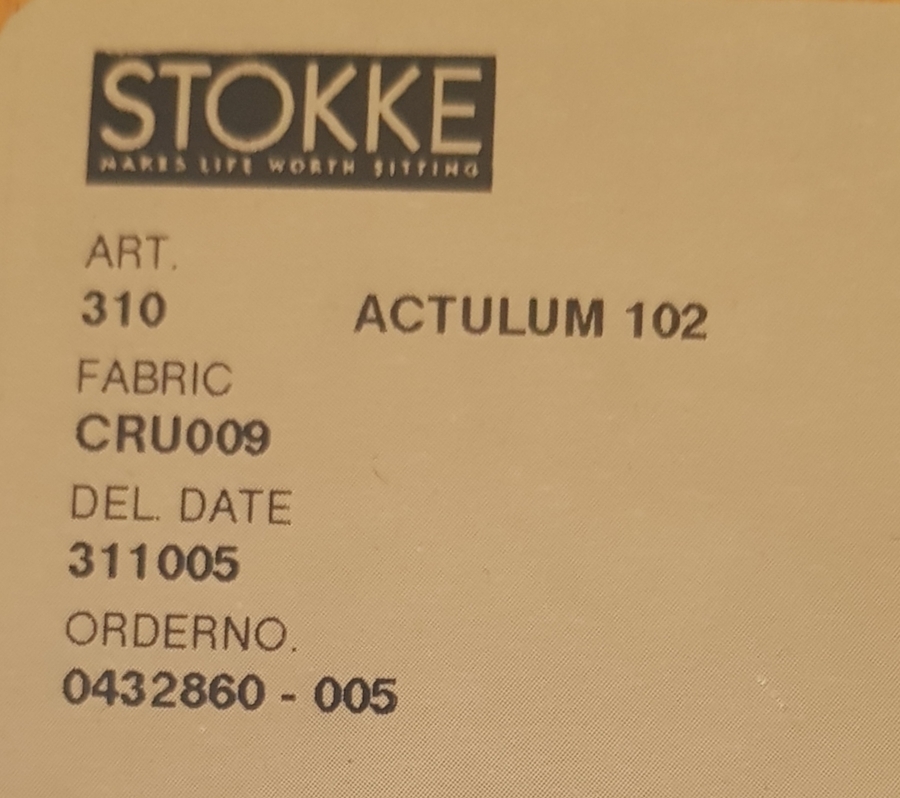 STOKKE
MAKES LIFE WORTH SITTING
ART.
310 ACTULUM 102
FABRIC
CRU009
DEL. DATE
311005
ORDERNO.
0432860 - 005